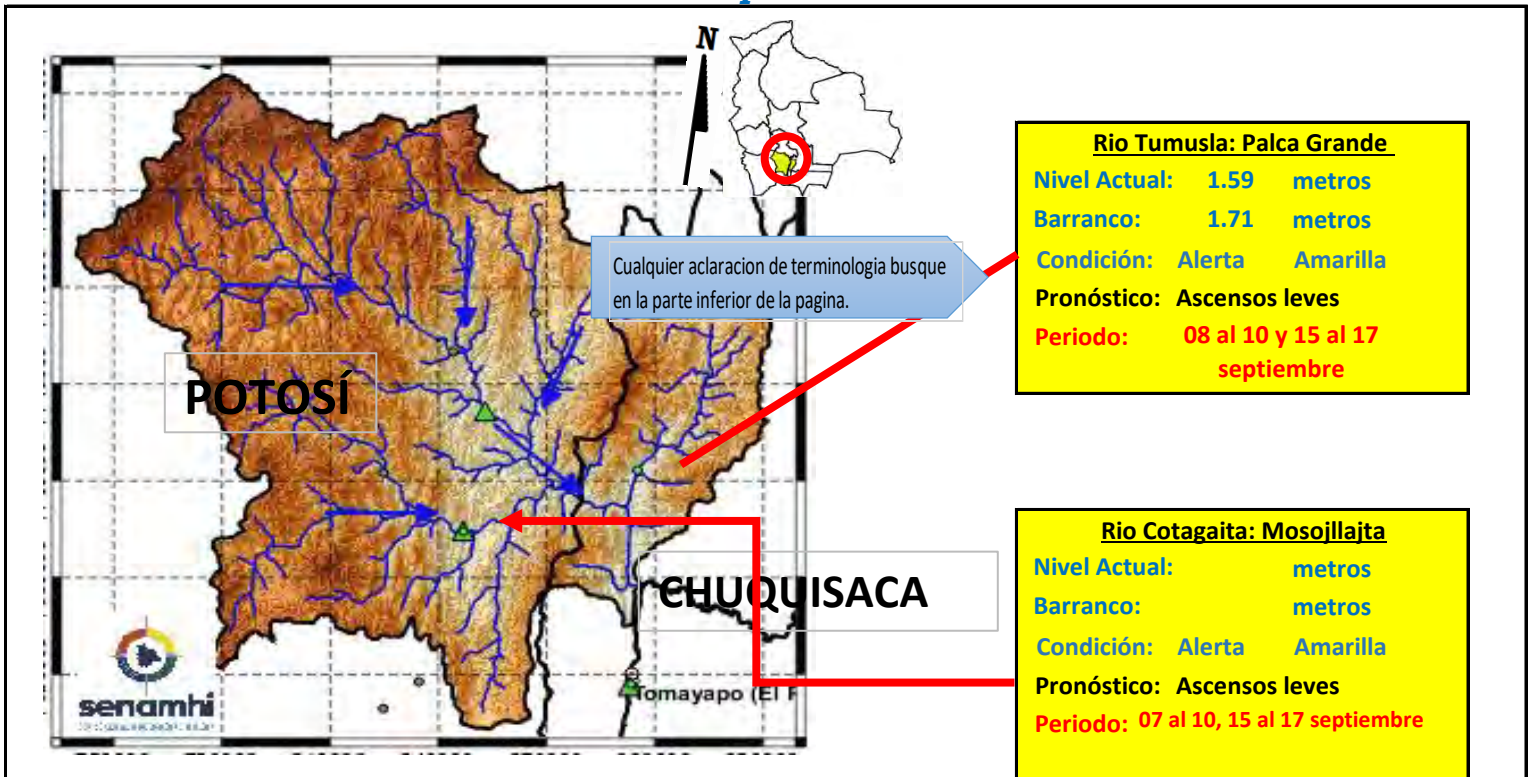 N
Cualquier aclaracion de terminologia busque
en la parte inferior de la pagina.
POTOSÍ
CHUQUISACA
Tomayapo (El
senamhi
Rio Tumusla: Palca Grande
Nivel Actual: 1.59 metros
Barranco: 1.71 metros
Condición: Alerta Amarilla
Pronóstico: Ascensos leves
Periodo: 08 al 10 y 15 al 17
septiembre
Rio Cotagaita: Mosojllajta
Nivel Actual: metros
Barranco: metros
Condición: Alerta Amarilla
Pronóstico: Ascensos leves
Periodo: 07 al 10, 15 al 17 septiembre